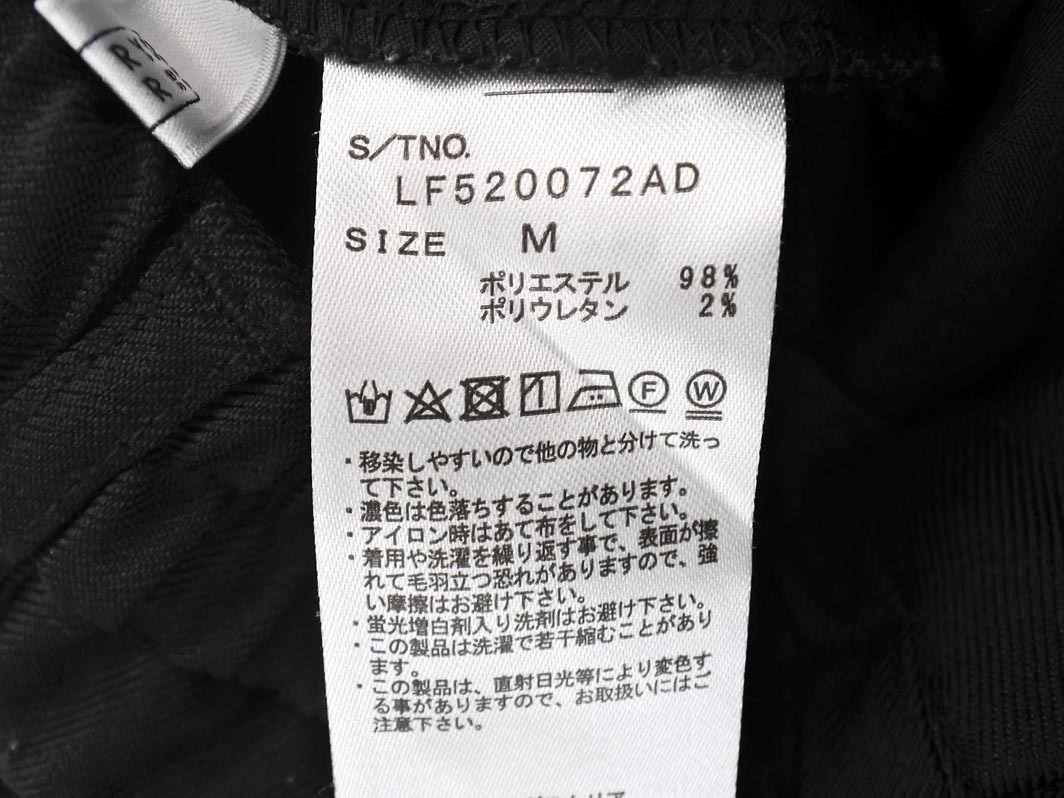 S/TNO.
LF520072AD
SIZE M
ポリエステル 98%
ポリウレタン 2%
F W
・移染しやすいので他の物と分けて洗っ
て下さい。
・濃色は色落ちすることがあります。
・アイロン時はあて布をして下さい。
・着用や洗濯を繰り返す事で、表面が擦
れて毛羽立つ恐れがありますので、強
い摩擦はお避け下さい。
・蛍光増白剤入り洗剤はお避け下さい。
・この製品は洗濯で若干縮むことがあり
ます。
・この製品は、直射日光等により変色す
る事がありますので、お取扱いにはご
注意下さい。